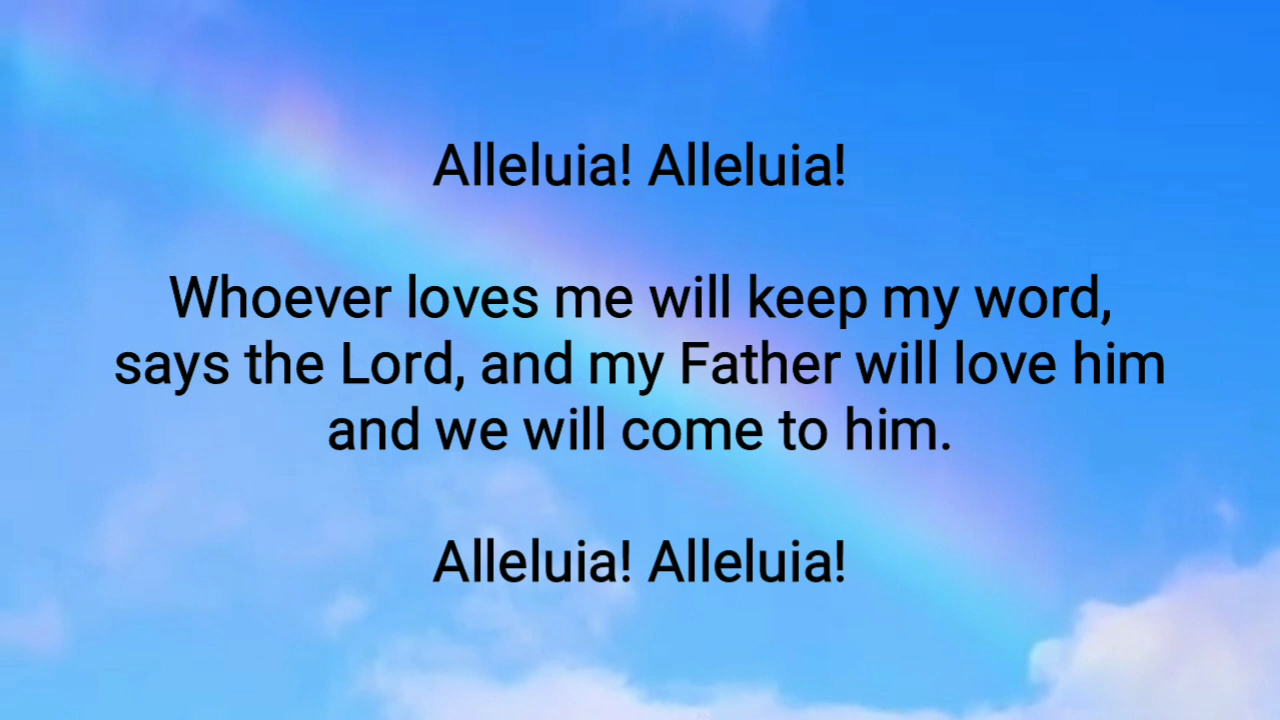 Alleluia! Alleluia!
Whoever loves me will keep my word,
says the Lord, and my Father will love him
and we will come to him.
Alleluia! Alleluia!